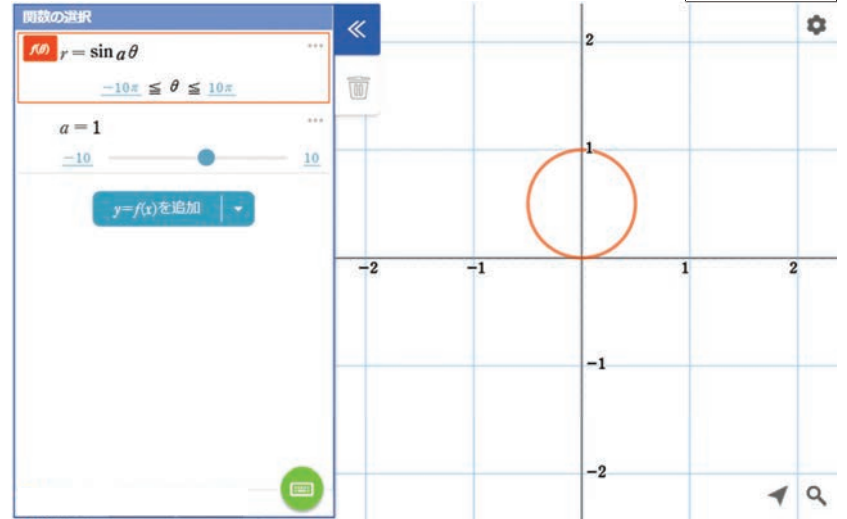 関数の選択
f(θ) r = sin aθ
−10π ≦ θ ≦ 10π
a = 1
−10 10
y=f(x)を追加
2
1
−2 −1 1 2
−1
−2